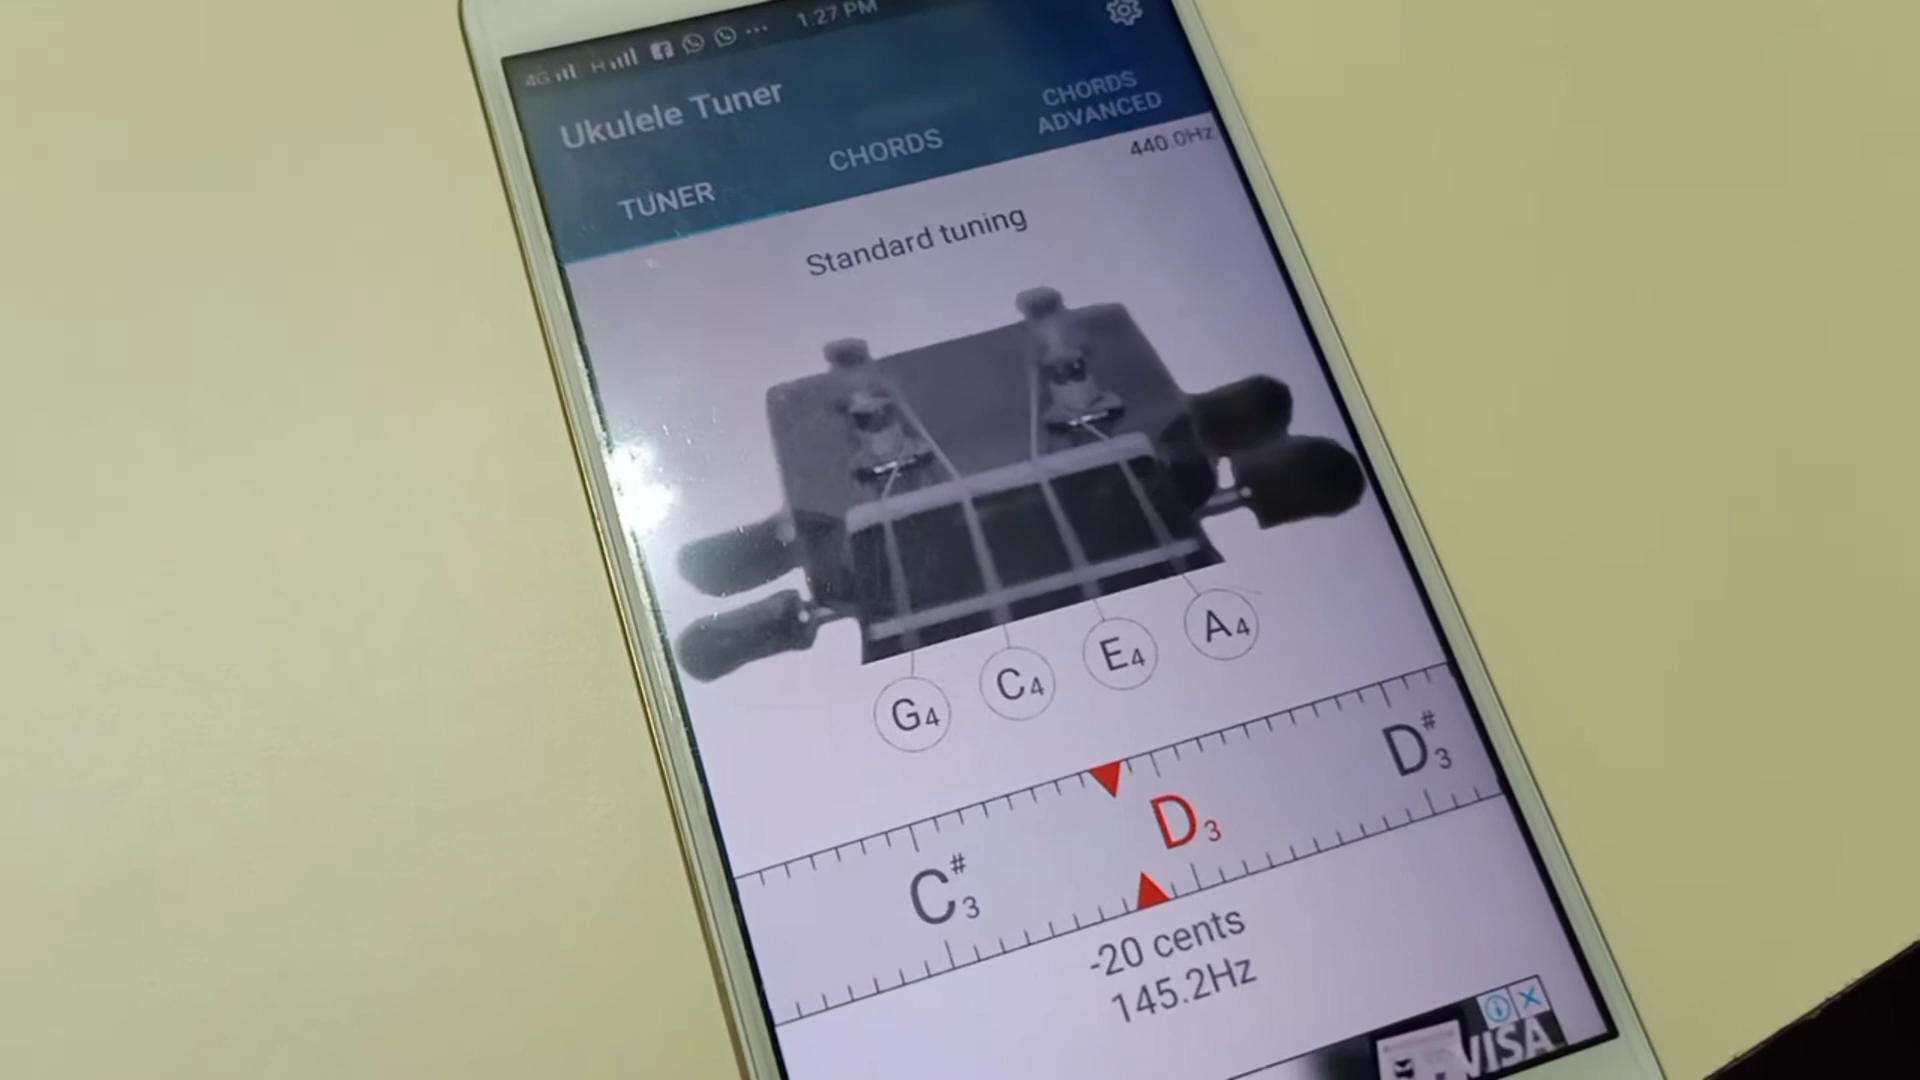 4G H 1:27 PM
Ukulele Tuner
TUNER
CHORDS
CHORDS
ADVANCED
440.0Hz
Standard tuning
G4
C4
E4
A4
C#3
D3
D#3
-20 cents
145.2Hz
VISA